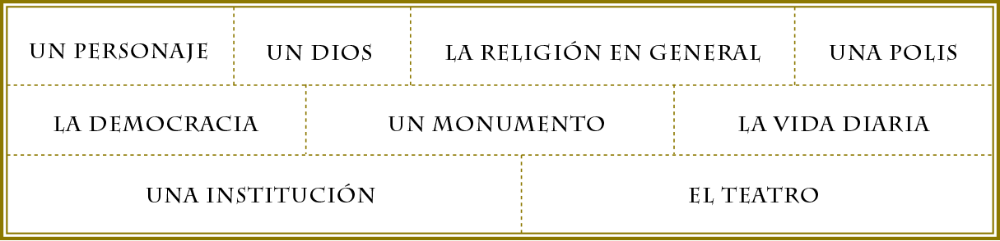 UN PERSONAJE UN DIOS LA RELIGIÓN EN GENERAL UNA POLIS
LA DEMOCRACIA UN MONUMENTO LA VIDA DIARIA
UNA INSTITUCIÓN EL TEATRO